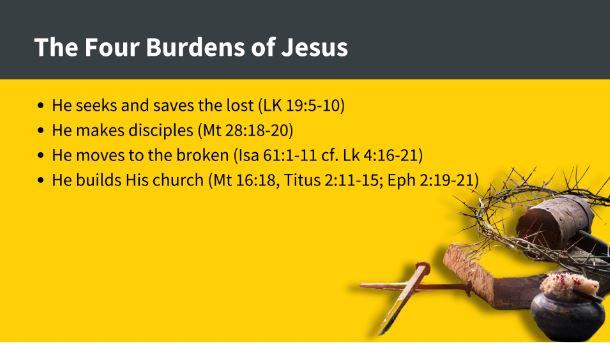 The Four Burdens of Jesus
• He seeks and saves the lost (LK 19:5-10)
• He makes disciples (Mt 28:18-20)
• He moves to the broken (Isa 61:1-11 cf. Lk 4:16-21)
• He builds His church (Mt 16:18, Titus 2:11-15; Eph 2:19-21)